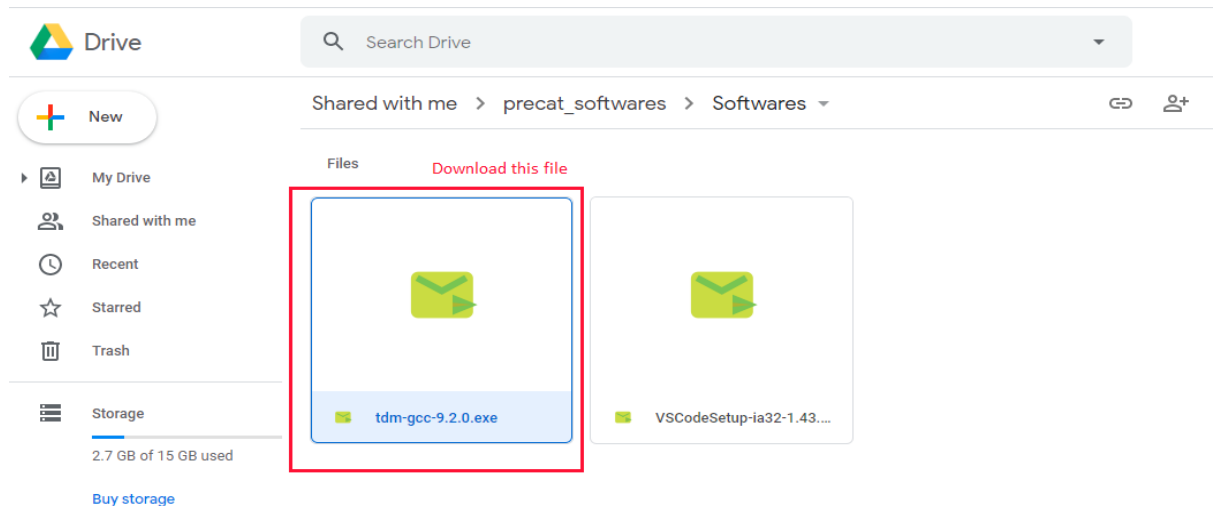 Drive
Search Drive
New
Shared with me > precat_softwares > Softwares
My Drive
Shared with me
Recent
Starred
Trash
Storage
2.7 GB of 15 GB used
Buy storage
Files
Download this file
tdm-gcc-9.2.0.exe
VSCodeSetup-ia32-1.43....